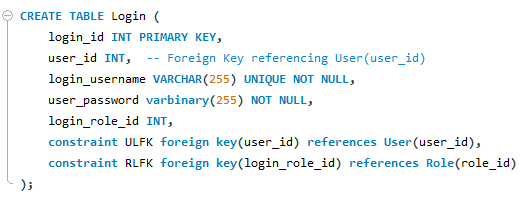 CREATE TABLE Login (
login_id INT PRIMARY KEY,
user_id INT,  -- Foreign Key referencing User(user_id)
login_username VARCHAR(255) UNIQUE NOT NULL,
user_password varbinary(255) NOT NULL,
login_role_id INT,
constraint ULFK foreign key(user_id) references User(user_id),
constraint RLFK foreign key(login_role_id) references Role(role_id)
);